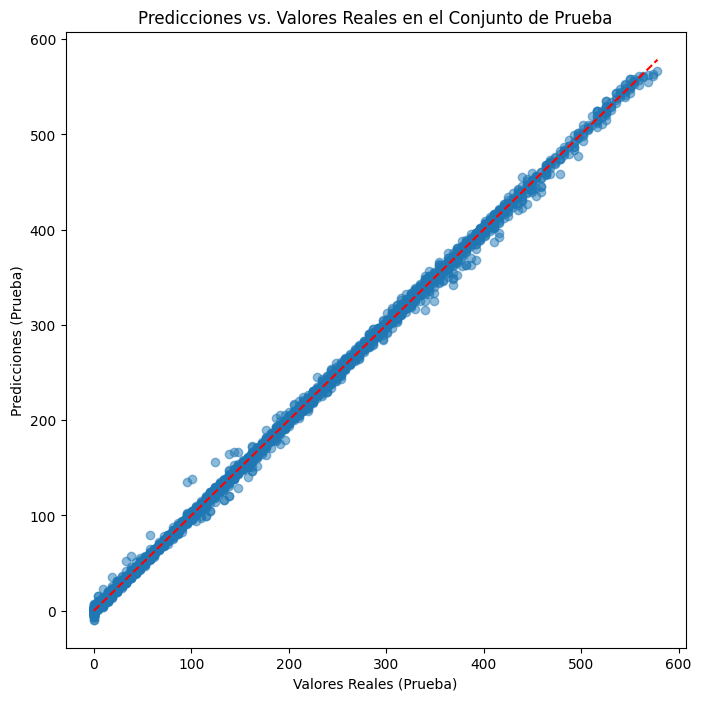 Predicciones vs. Valores Reales en el Conjunto de Prueba
600
500
400
300
200
100
0
Predicciones (Prueba)
0 100 200 300 400 500 600
Valores Reales (Prueba)